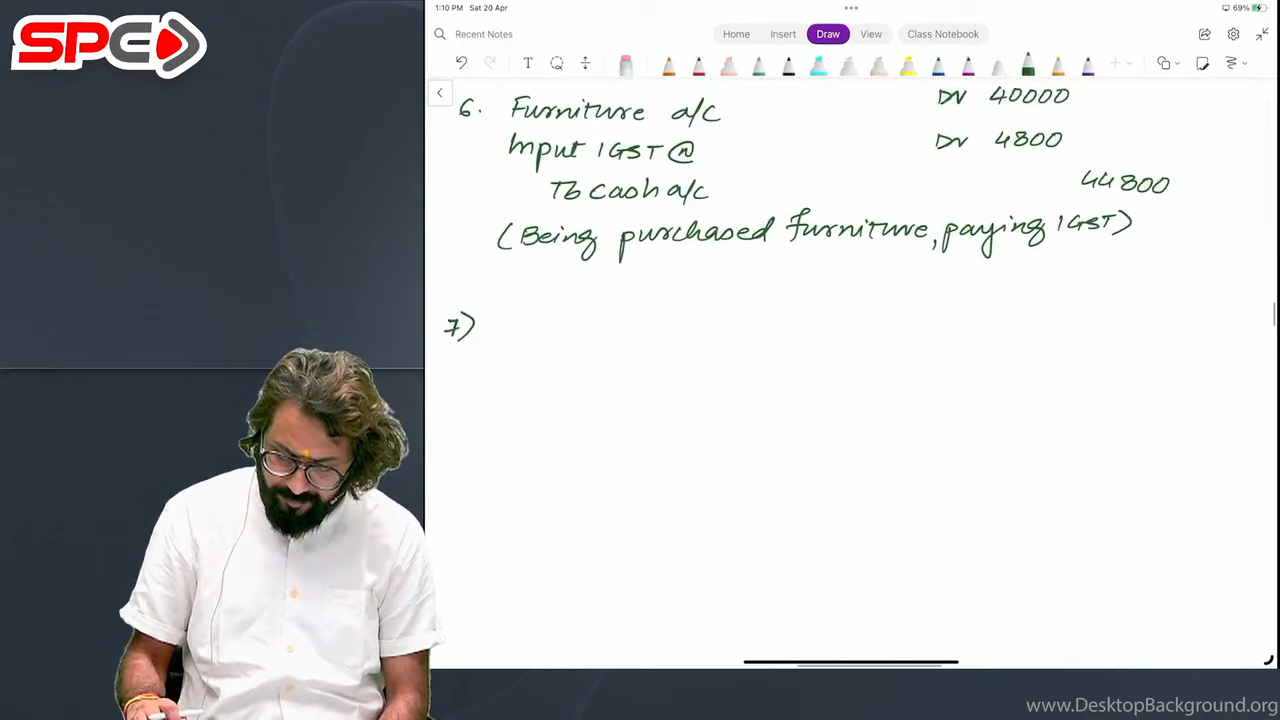 SPE
1:10 PM Sat 20 Apr
69%
Recent Notes
Home Insert Draw View Class Notebook
T
6. Furniture a/c Dr 40000
Input IGST @ Dr 4800
To Cash a/c 44800
(Being purchased furniture, paying IGST)
7)
www.DesktopBackground.org